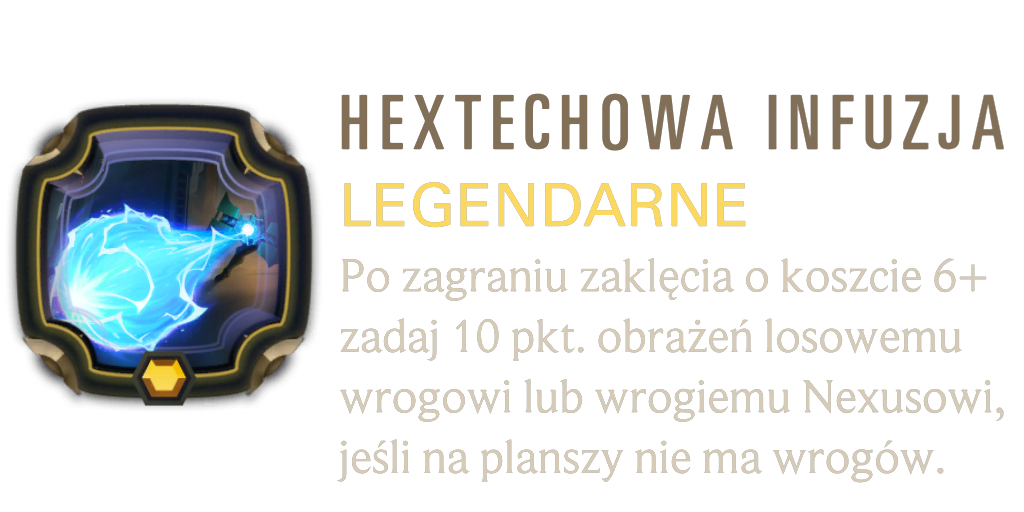 HEXTECHOWA INFUZJA
LEGENDARNE
Po zagraniu zaklęcia o koszcie 6+
zadaj 10 pkt. obrażeń losowemu
wrogowi lub wrogiemu Nexusowi,
jeśli na planszy nie ma wrogów.